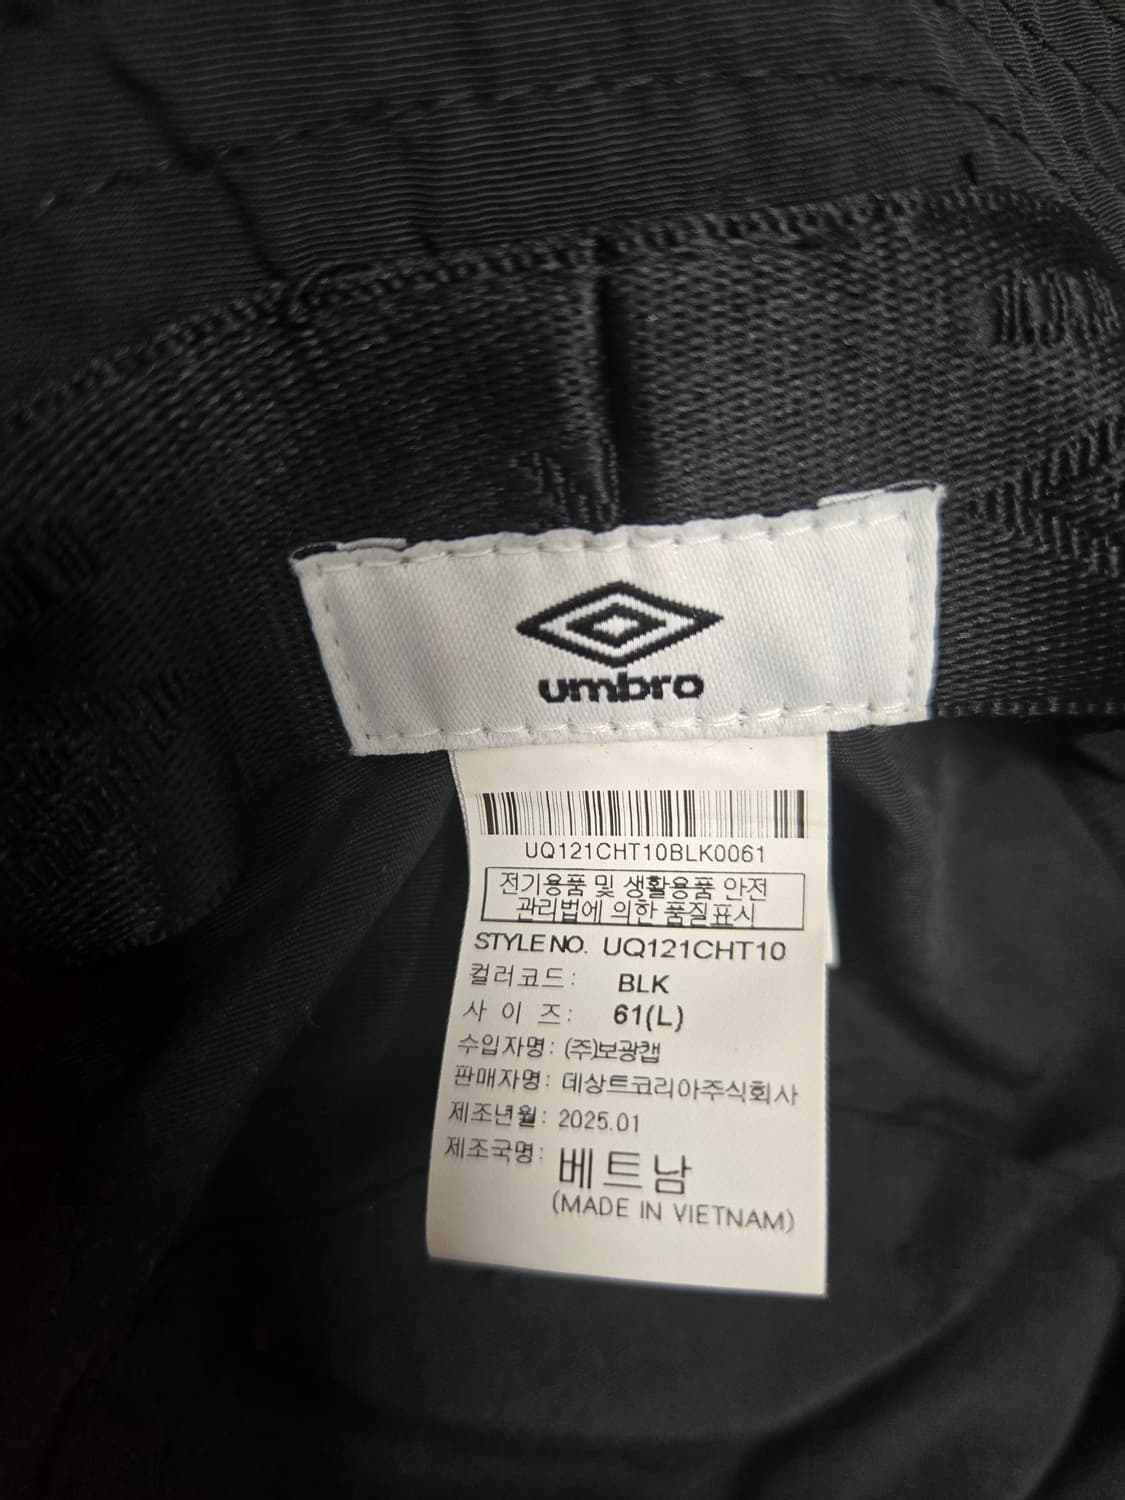 umbro
UQ121CHT10BLK0061
전기용품 및 생활용품 안전
관리법에 의한 품질표시
STYLE NO. UQ121CHT10
컬러코드: BLK
사 이 즈: 61(L)
수입자명: (주)보광캡
판매자명: 데상트코리아주식회사
제조년월: 2025.01
제조국명: 베트남
(MADE IN VIETNAM)